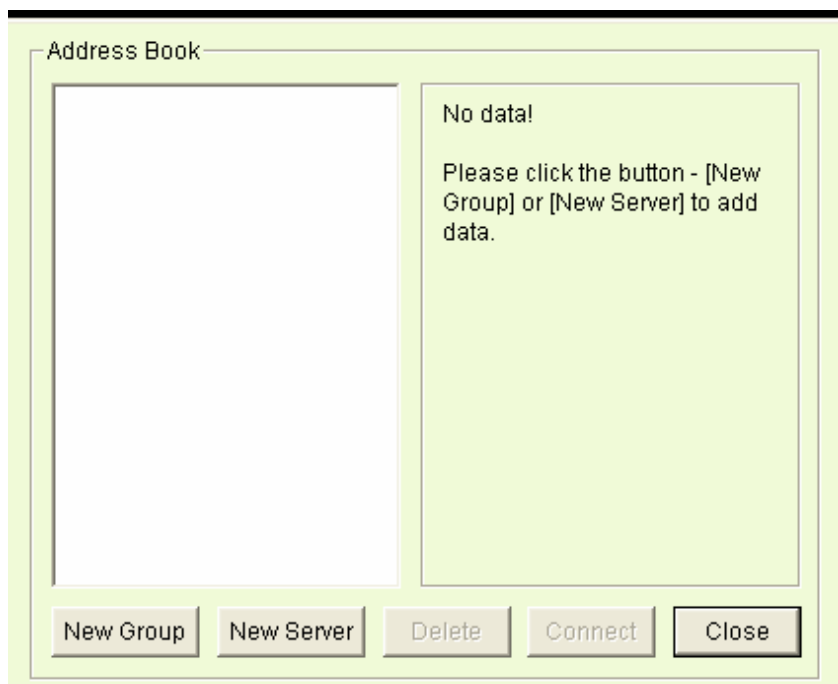 Address Book
No data!
Please click the button - [New
Group] or [New Server] to add
data.
New Group New Server Delete Connect Close